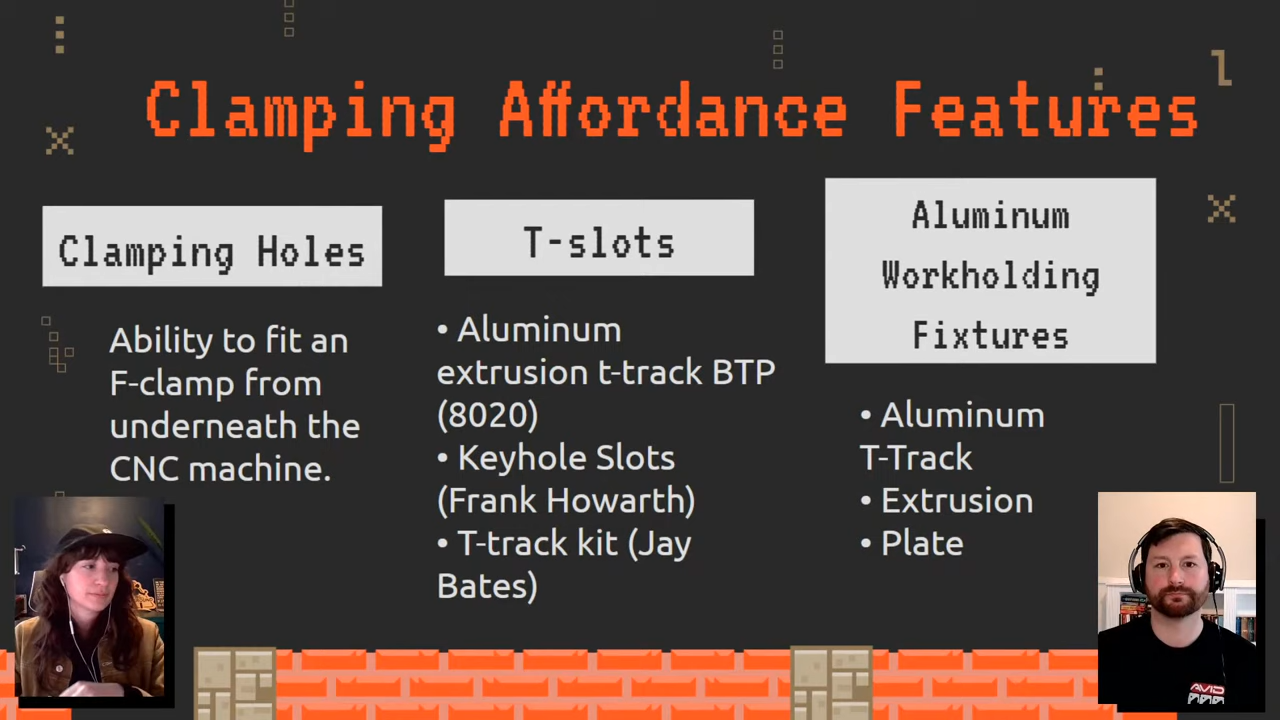 Clamping Affordance Features
Clamping Holes
Ability to fit an
F-clamp from
underneath the
CNC machine.
T-slots
• Aluminum
extrusion t-track BTP
(8020)
• Keyhole Slots
(Frank Howarth)
• T-track kit (Jay
Bates)
Aluminum
Workholding
Fixtures
• Aluminum
T-Track
• Extrusion
• Plate
AVID